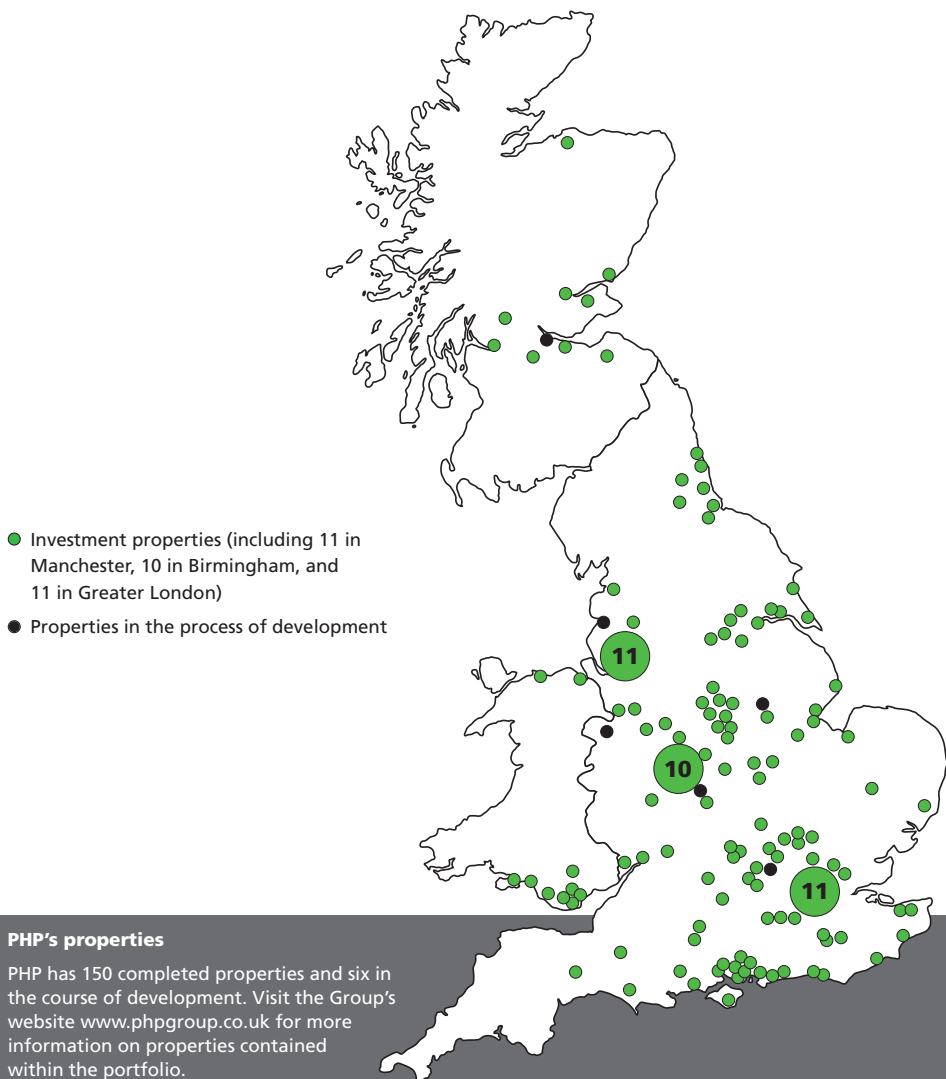 Investment properties (including 11 in
Manchester, 10 in Birmingham, and
11 in Greater London)
Properties in the process of development
11
10
11
PHP's properties
PHP has 150 completed properties and six in
the course of development. Visit the Group's
website www.phpgroup.co.uk for more
information on properties contained
within the portfolio.